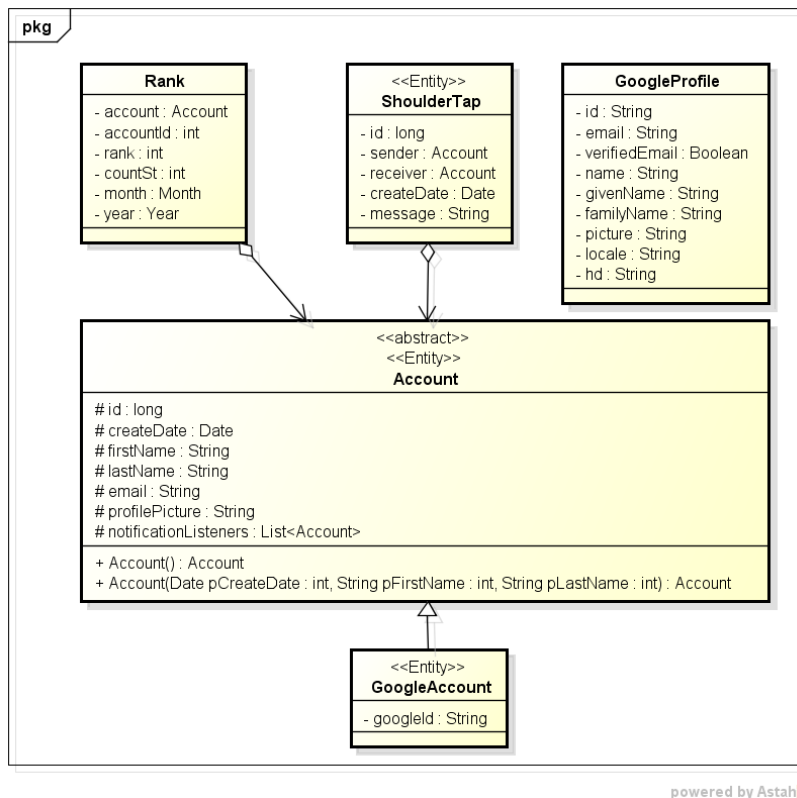 pkg
Rank
- account : Account
- accountId : int
- rank : int
- countSt : int
- month : Month
- year : Year
<<Entity>>
ShoulderTap
- id : long
- sender : Account
- receiver : Account
- createDate : Date
- message : String
GoogleProfile
- id : String
- email : String
- verifiedEmail : Boolean
- name : String
- givenName : String
- familyName : String
- picture : String
- locale : String
- hd : String
<<abstract>>
<<Entity>>
Account
# id : long
# createDate : Date
# firstName : String
# lastName : String
# email : String
# profilePicture : String
# notificationListeners : List<Account>
+ Account() : Account
+ Account(Date pCreateDate : int, String pFirstName : int, String pLastName : int) : Account
<<Entity>>
GoogleAccount
- googleId : String
powered by Astah